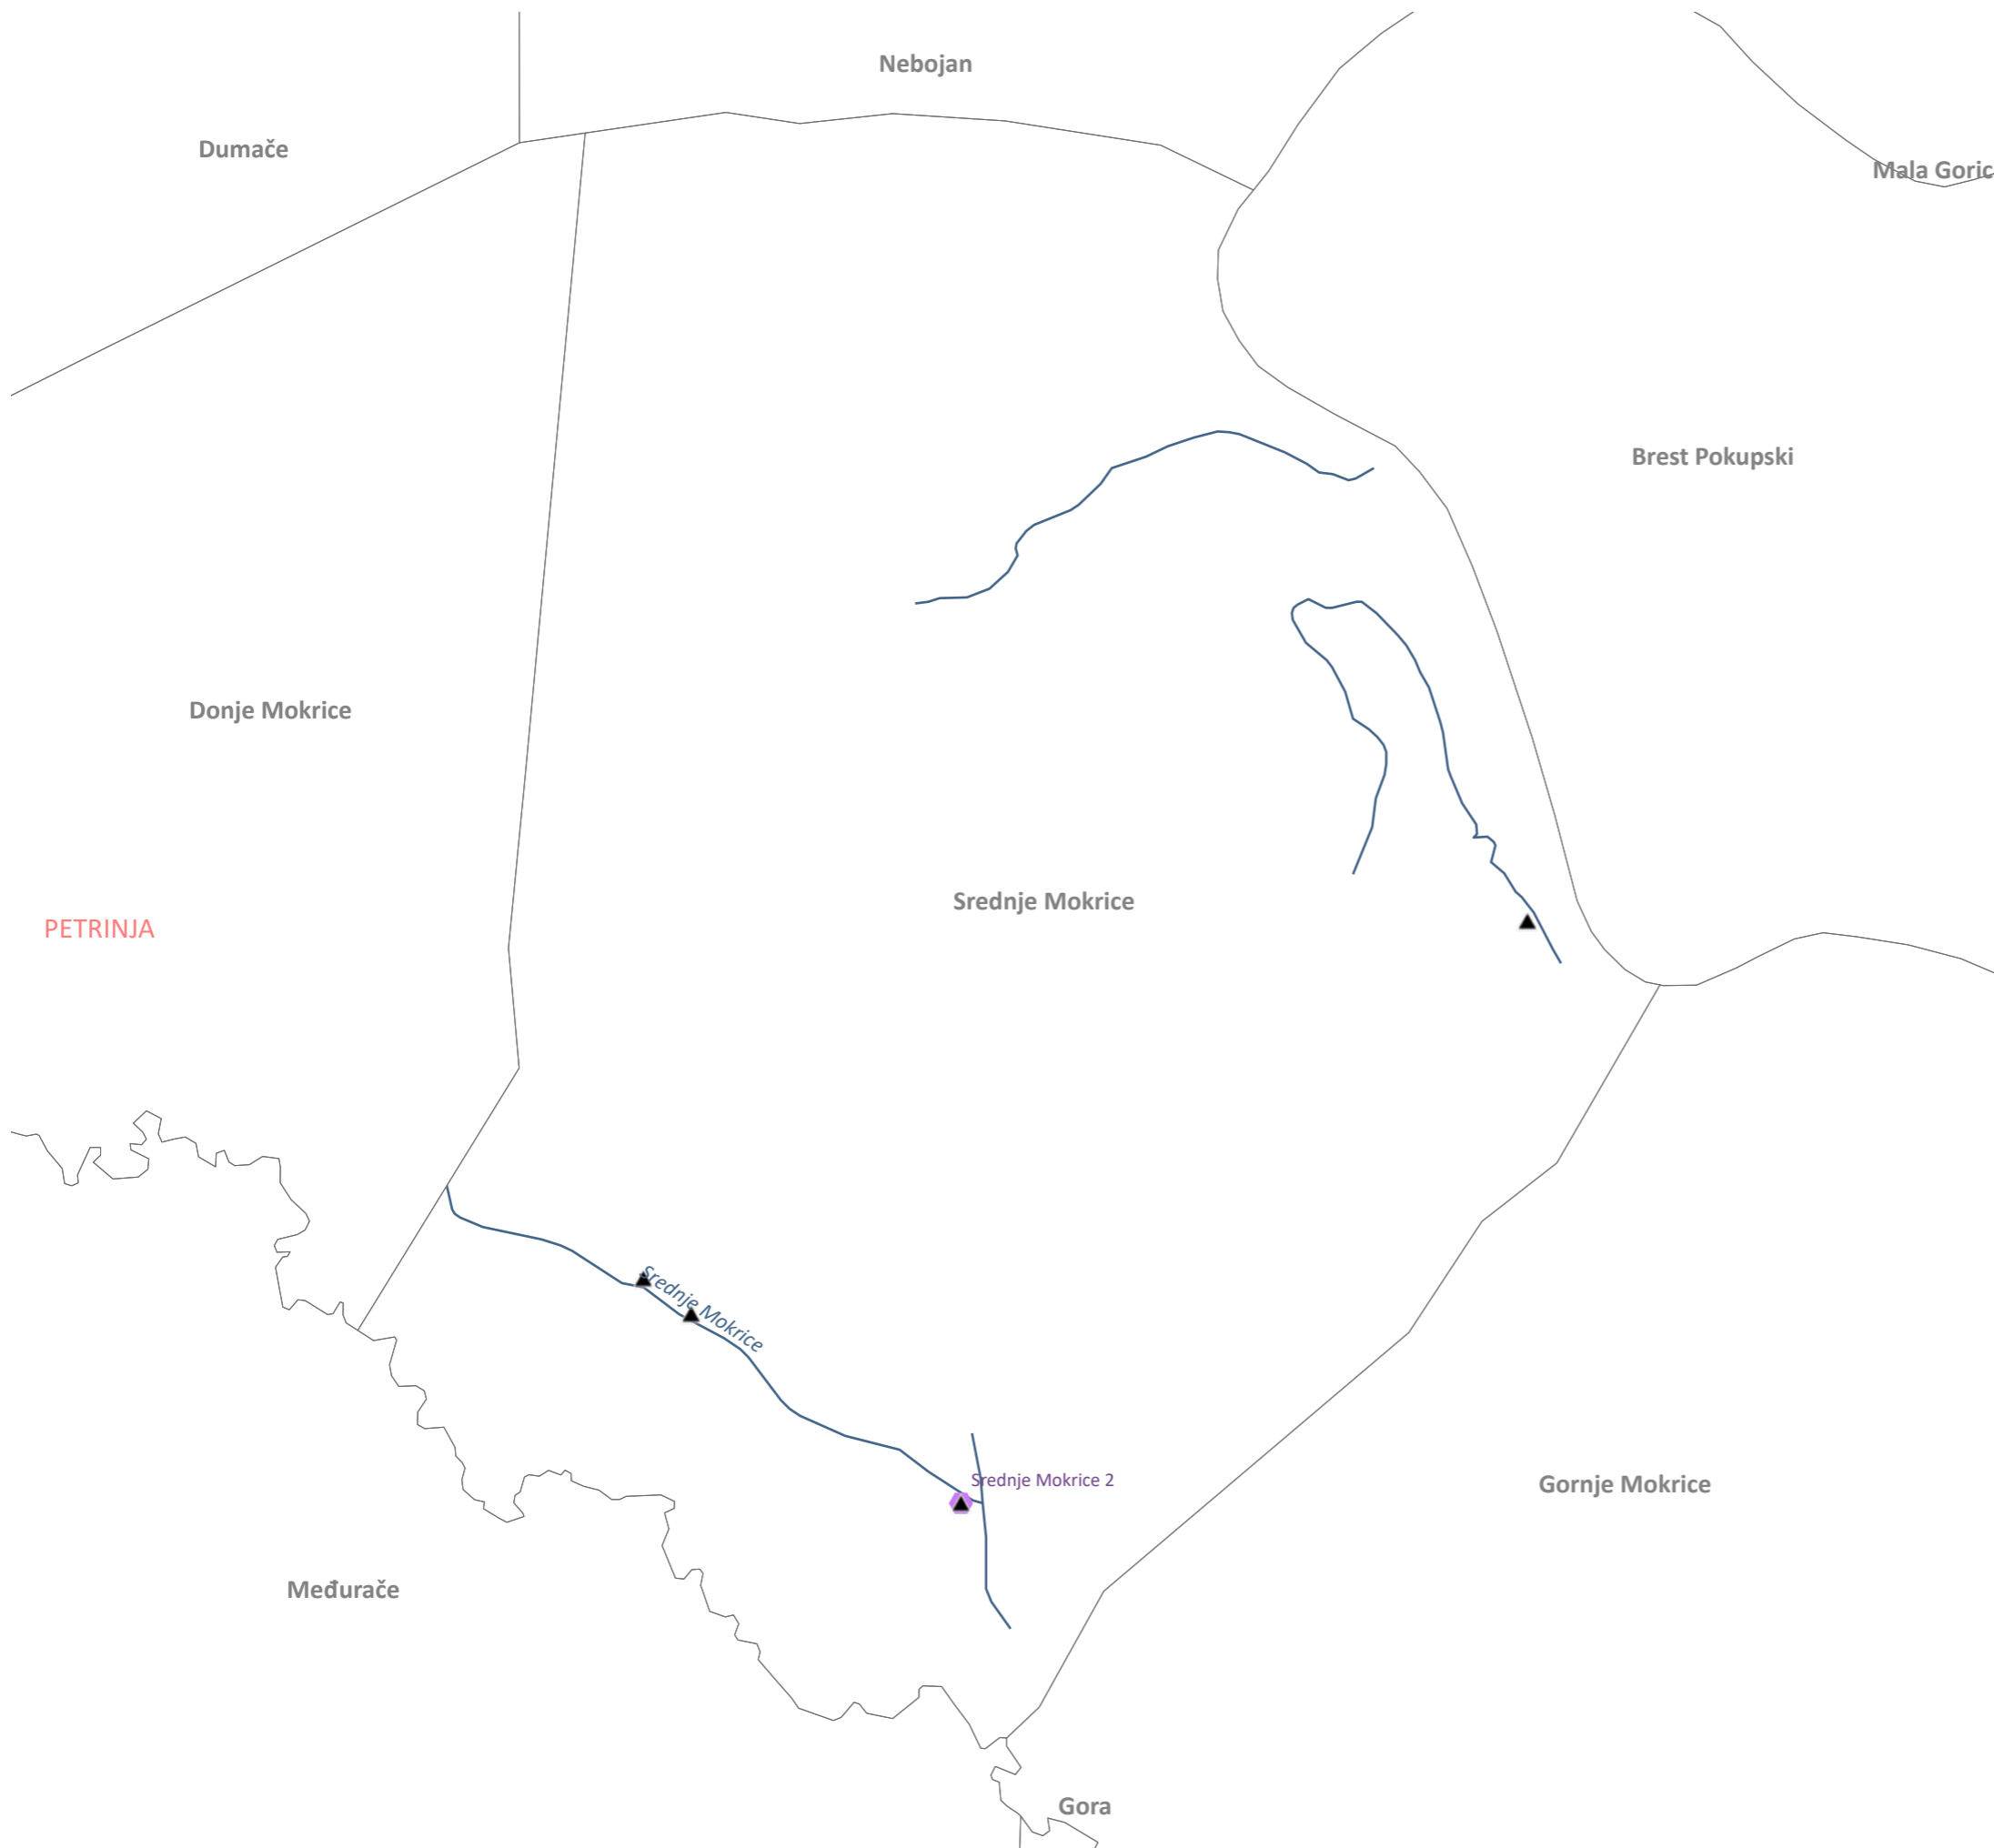 Nebojan
Dumače
Mala Goric
Brest Pokupski
Donje Mokrice
Srednje Mokrice
PETRINJA
Srednje Mokrice
Srednje Mokrice 2
Gornje Mokrice
Međurače
Gora